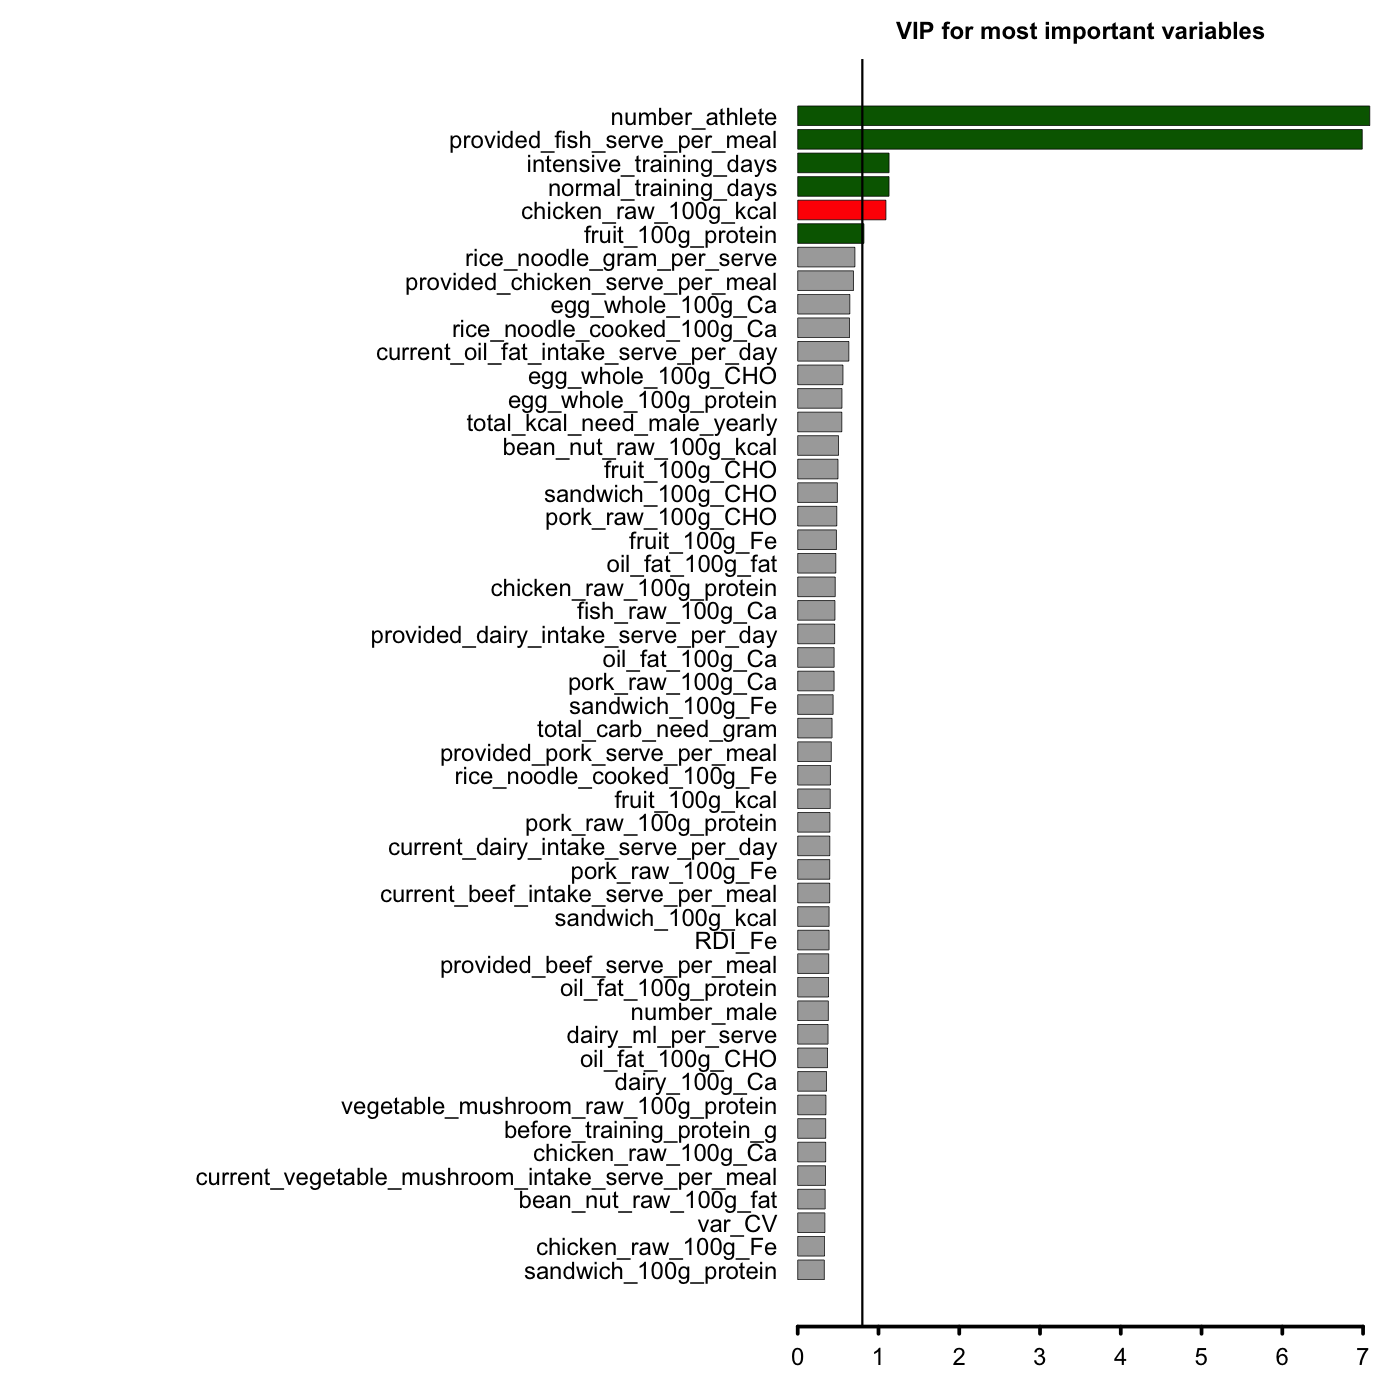 VIP for most important variables
number_athlete
provided_fish_serve_per_meal
intensive_training_days
normal_training_days
chicken_raw_100g_kcal
fruit_100g_protein
rice_noodle_gram_per_serve
provided_chicken_serve_per_meal
egg_whole_100g_Ca
rice_noodle_cooked_100g_Ca
current_oil_fat_intake_serve_per_day
egg_whole_100g_CHO
egg_whole_100g_protein
total_kcal_need_male_yearly
bean_nut_raw_100g_kcal
fruit_100g_CHO
sandwich_100g_CHO
pork_raw_100g_CHO
fruit_100g_Fe
oil_fat_100g_fat
chicken_raw_100g_protein
fish_raw_100g_Ca
provided_dairy_intake_serve_per_day
oil_fat_100g_Ca
pork_raw_100g_Ca
sandwich_100g_Fe
total_carb_need_gram
provided_pork_serve_per_meal
rice_noodle_cooked_100g_Fe
fruit_100g_kcal
pork_raw_100g_protein
current_dairy_intake_serve_per_day
pork_raw_100g_Fe
current_beef_intake_serve_per_meal
sandwich_100g_kcal
RDI_Fe
provided_beef_serve_per_meal
oil_fat_100g_protein
number_male
dairy_ml_per_serve
oil_fat_100g_CHO
dairy_100g_Ca
vegetable_mushroom_raw_100g_protein
before_training_protein_g
chicken_raw_100g_Ca
current_vegetable_mushroom_intake_serve_per_meal
bean_nut_raw_100g_fat
var_CV
chicken_raw_100g_Fe
sandwich_100g_protein
0 1 2 3 4 5 6 7